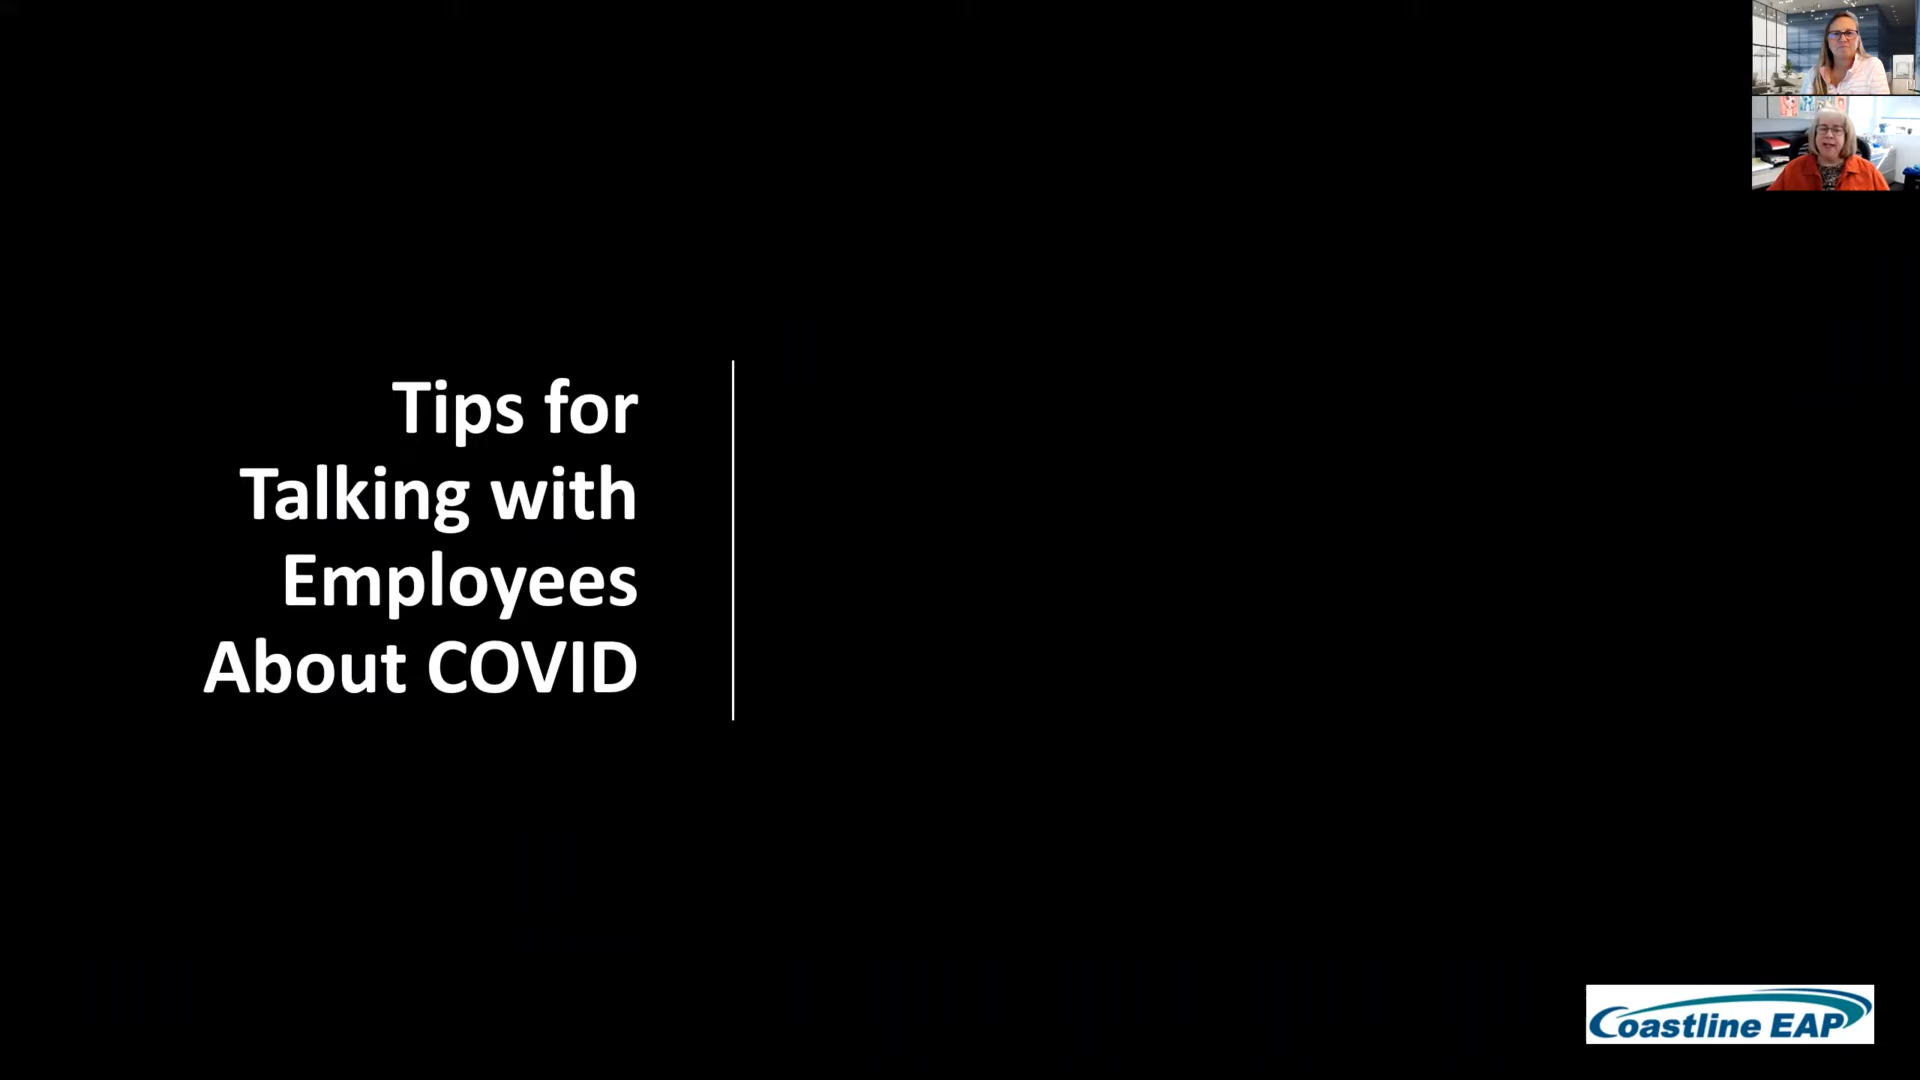 Tips for
Talking with
Employees
About COVID
Coastline EAP